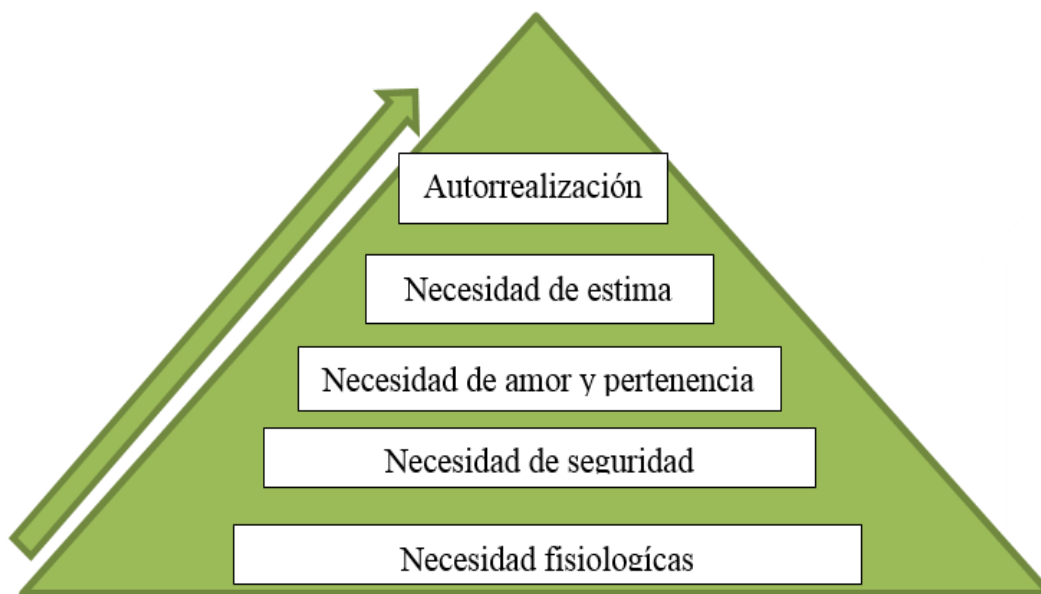 Autorrealización
Necesidad de estima
Necesidad de amor y pertenencia
Necesidad de seguridad
Necesidad fisiologícas